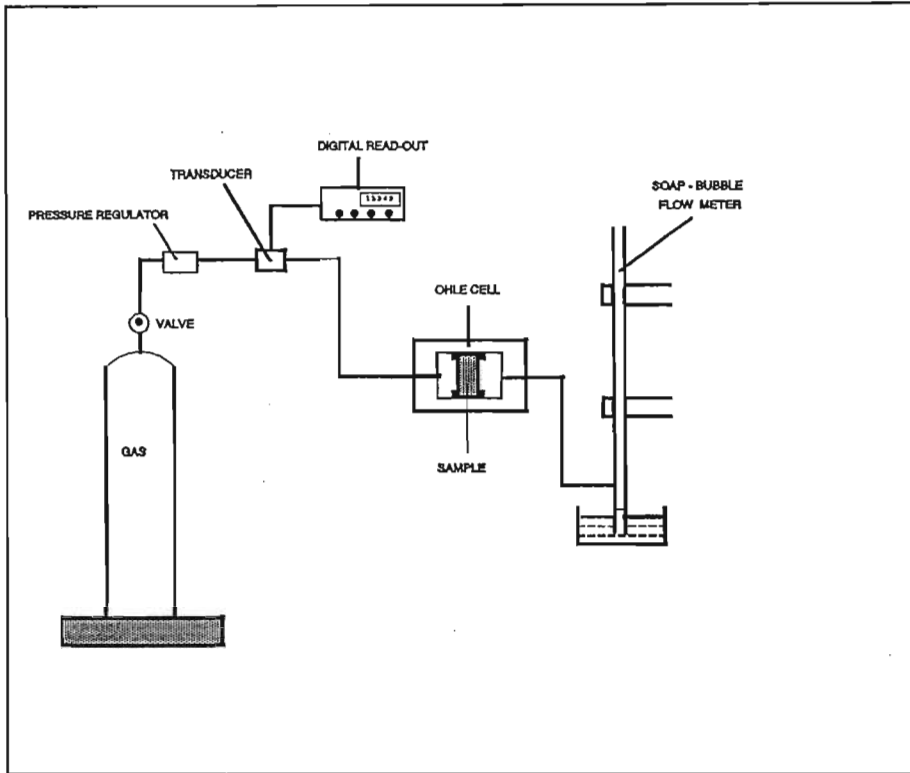 DIGITAL READ-OUT
TRANSDUCER
SOAP - BUBBLE
FLOW METER
PRESSURE REGULATOR
OHLE CELL
VALVE
GAS
SAMPLE